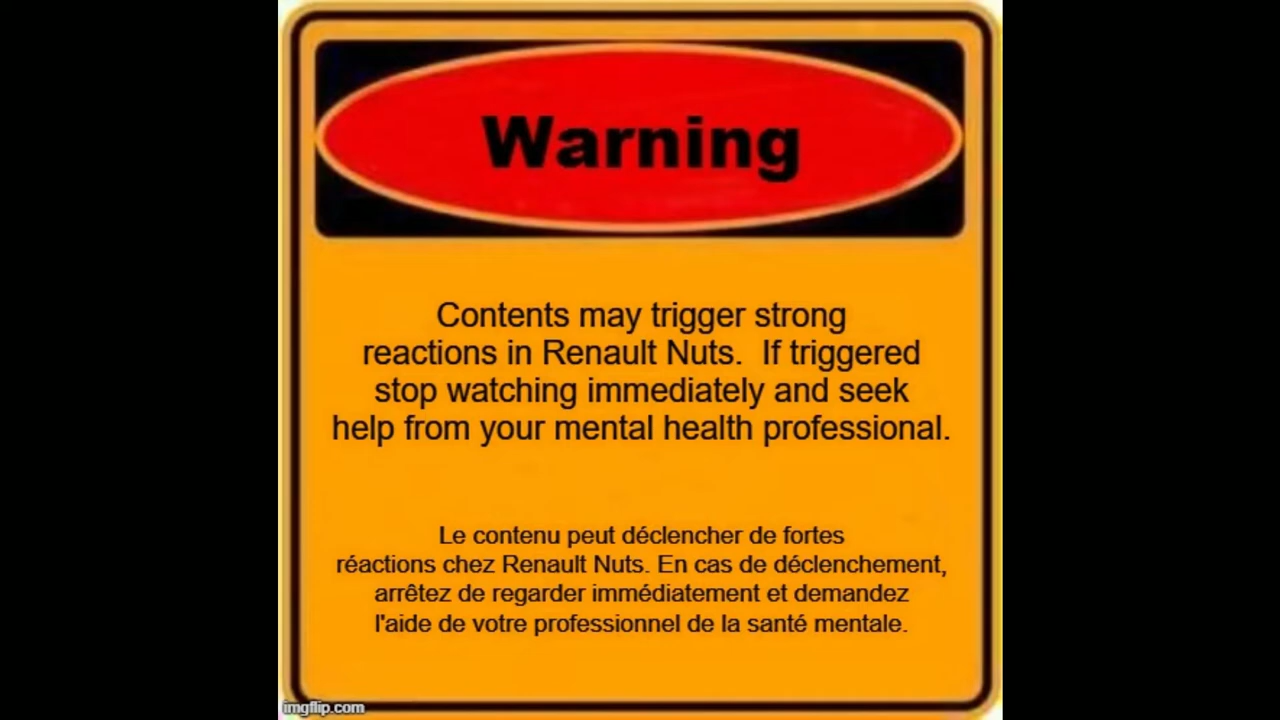 Warning
Contents may trigger strong
reactions in Renault Nuts.  If triggered
stop watching immediately and seek
help from your mental health professional.
Le contenu peut déclencher de fortes
réactions chez Renault Nuts. En cas de déclenchement,
arrêtez de regarder immédiatement et demandez
l'aide de votre professionnel de la santé mentale.
imgflip.com